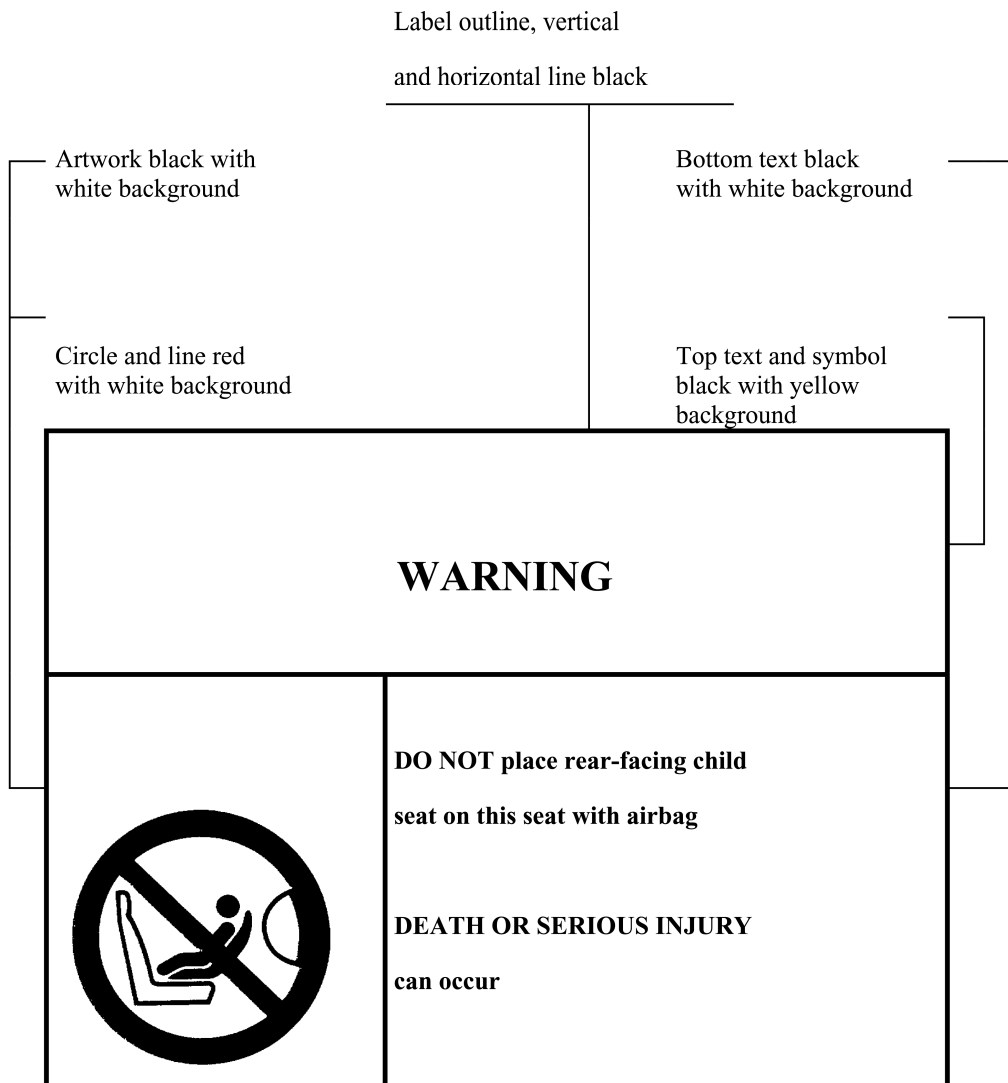 Label outline, vertical
and horizontal line black
Artwork black with
white background
Bottom text black
with white background
Circle and line red
with white background
Top text and symbol
black with yellow
background
WARNING
DO NOT place rear-facing child
seat on this seat with airbag
DEATH OR SERIOUS INJURY
can occur